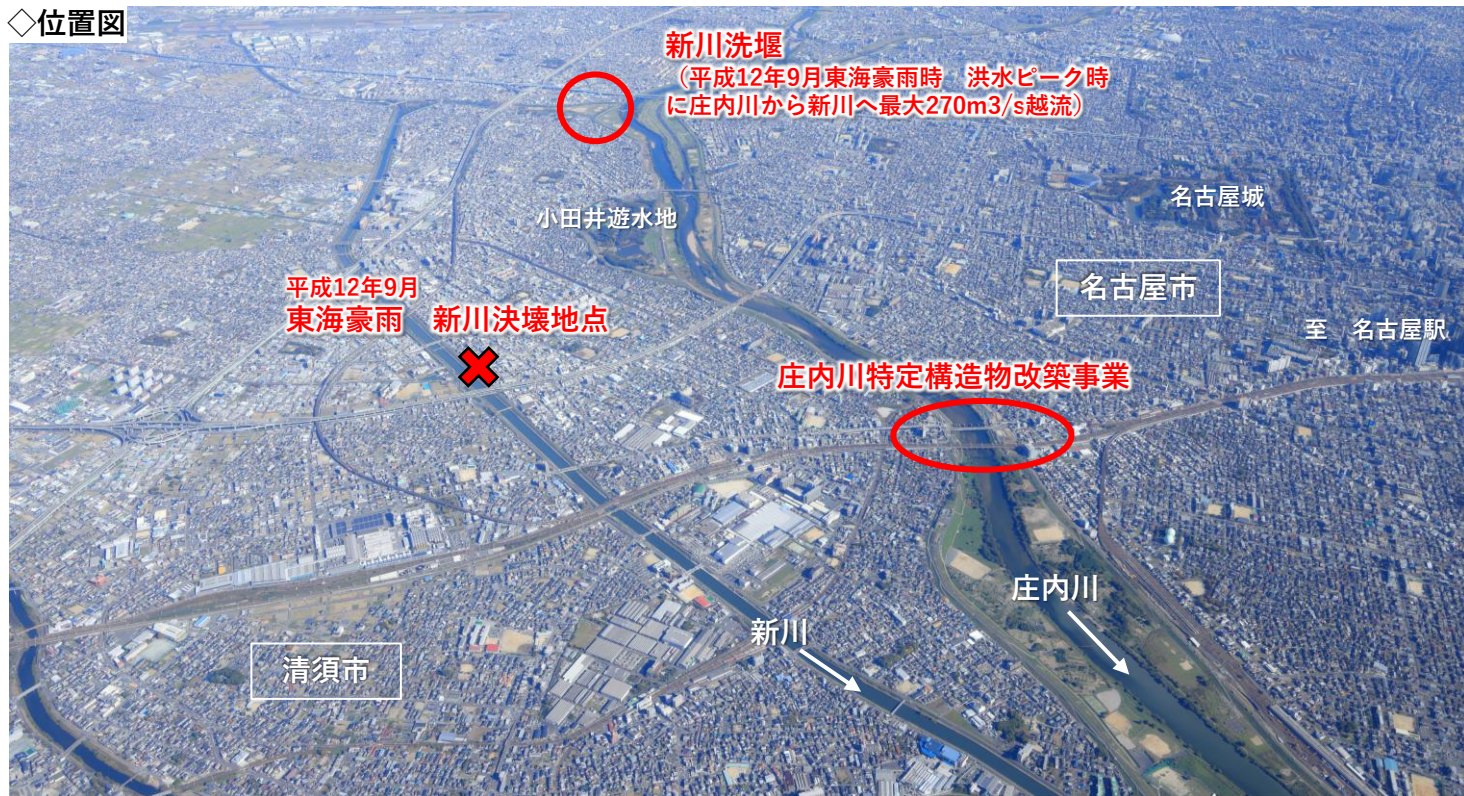 ◇位置図
新川洗堰
（平成12年9月東海豪雨時　洪水ピーク時
に庄内川から新川へ最大270m3/s越流）
名古屋城
小田井遊水地
名古屋市
平成12年9月
東海豪雨　新川決壊地点
至　名古屋駅
庄内川特定構造物改築事業
庄内川
新川
清須市